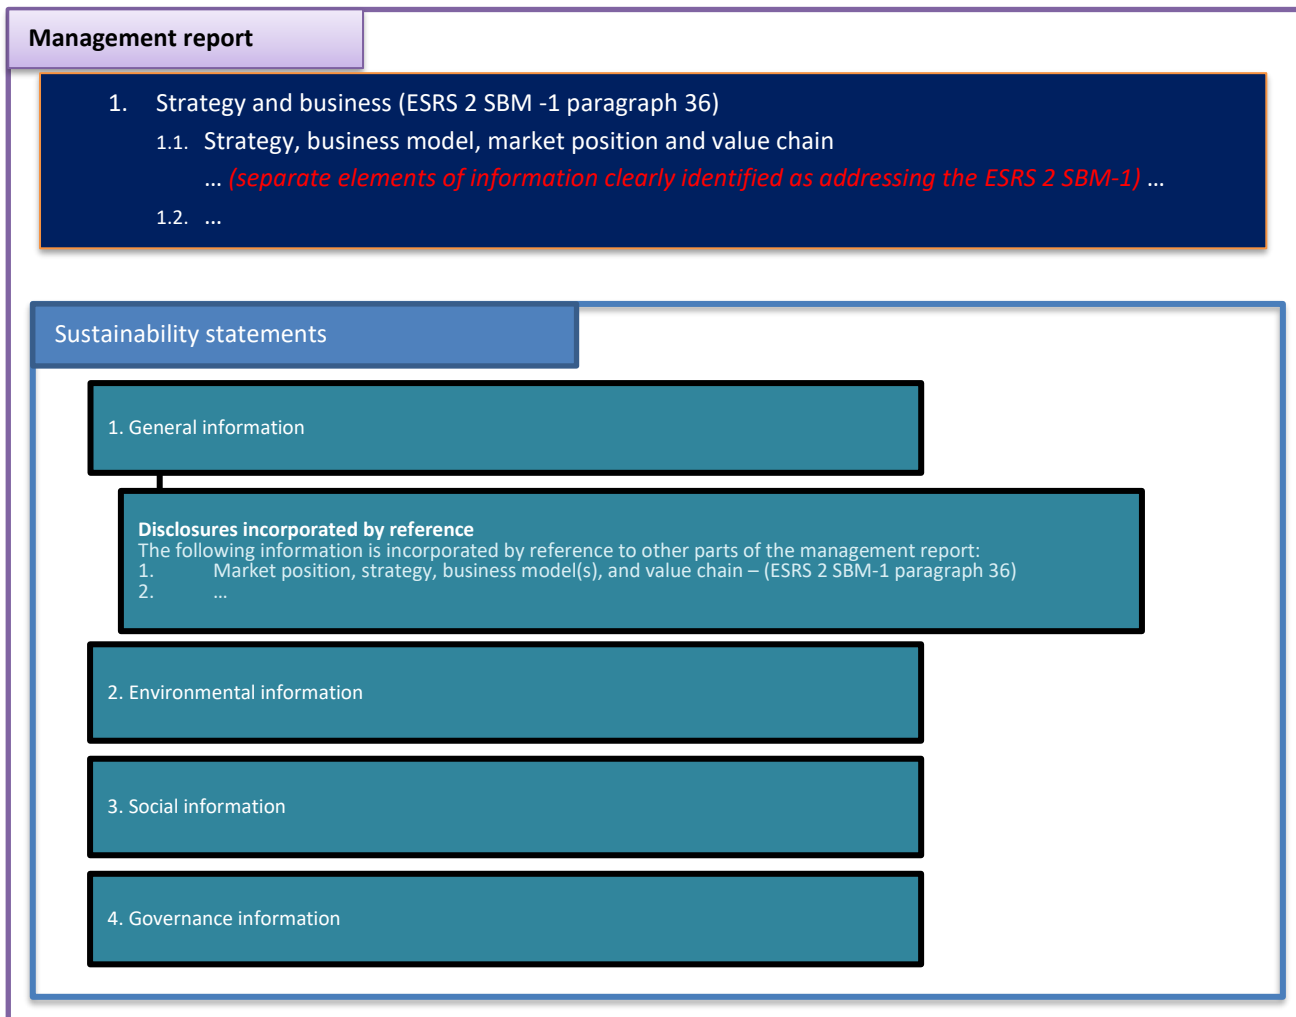 Management report
1. Strategy and business (ESRS 2 SBM -1 paragraph 36)
1.1. Strategy, business model, market position and value chain
... (separate elements of information clearly identified as addressing the ESRS 2 SBM-1) ...
1.2. ...
Sustainability statements
1. General information
Disclosures incorporated by reference
The following information is incorporated by reference to other parts of the management report:
1. Market position, strategy, business model(s), and value chain – (ESRS 2 SBM-1 paragraph 36)
2. ...
2. Environmental information
3. Social information
4. Governance information